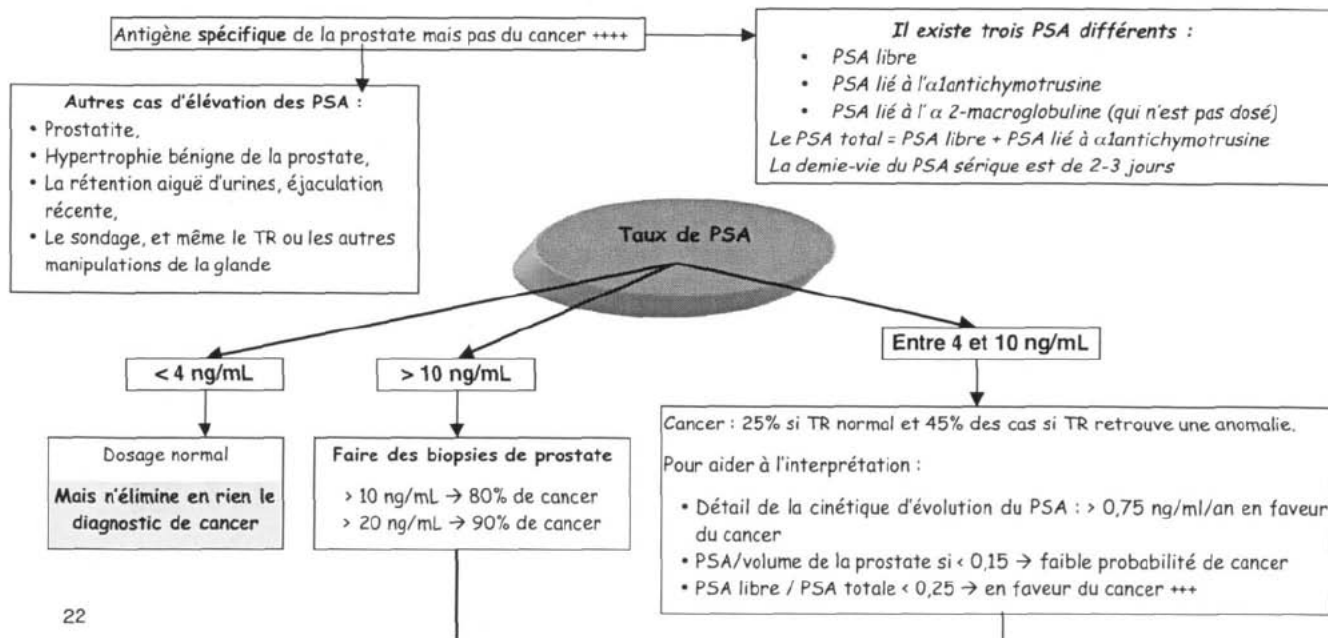 Antigène spécifique de la prostate mais pas du cancer ++++
Il existe trois PSA différents :
• PSA libre
• PSA lié à l'α1antichymotrusine
• PSA lié à l' α 2-macroglobuline (qui n'est pas dosé)
Le PSA total = PSA libre + PSA lié à α1antichymotrusine
La demie-vie du PSA sérique est de 2-3 jours
Autres cas d'élévation des PSA :
• Prostatite,
• Hypertrophie bénigne de la prostate,
• La rétention aiguë d'urines, éjaculation
récente,
• Le sondage, et même le TR ou les autres
manipulations de la glande
Taux de PSA
< 4 ng/mL
> 10 ng/mL
Entre 4 et 10 ng/mL
Dosage normal
Mais n'élimine en rien le
diagnostic de cancer
Faire des biopsies de prostate
> 10 ng/mL → 80% de cancer
> 20 ng/mL → 90% de cancer
Cancer : 25% si TR normal et 45% des cas si TR retrouve une anomalie.
Pour aider à l'interprétation :
• Détail de la cinétique d'évolution du PSA : > 0,75 ng/ml/an en faveur
du cancer
• PSA/volume de la prostate si < 0,15 → faible probabilité de cancer
• PSA libre / PSA totale < 0,25 → en faveur du cancer +++
22